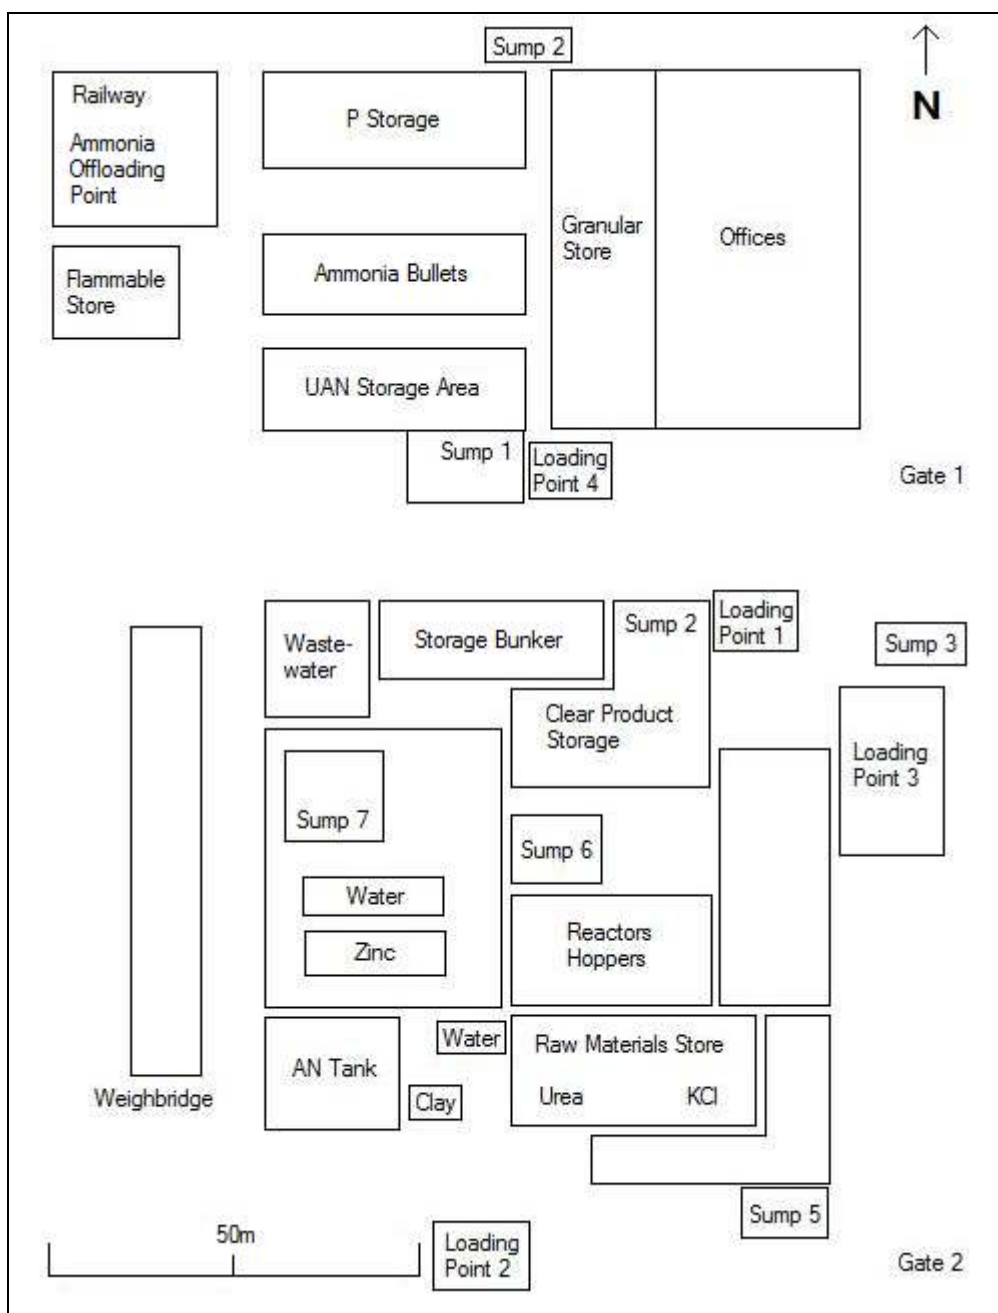 Sump 2
N
Railway
Ammonia
Offloading
Point
P Storage
Granular
Store
Offices
Flammable
Store
Ammonia Bullets
UAN Storage Area
Sump 1
Loading
Point 4
Gate 1
Waste-
water
Storage Bunker
Sump 2
Loading
Point 1
Sump 3
Clear Product
Storage
Loading
Point 3
Sump 7
Sump 6
Water
Zinc
Reactors
Hoppers
Water
Raw Materials Store
Urea KCl
AN Tank
Clay
Weighbridge
Sump 5
50m
Loading
Point 2
Gate 2